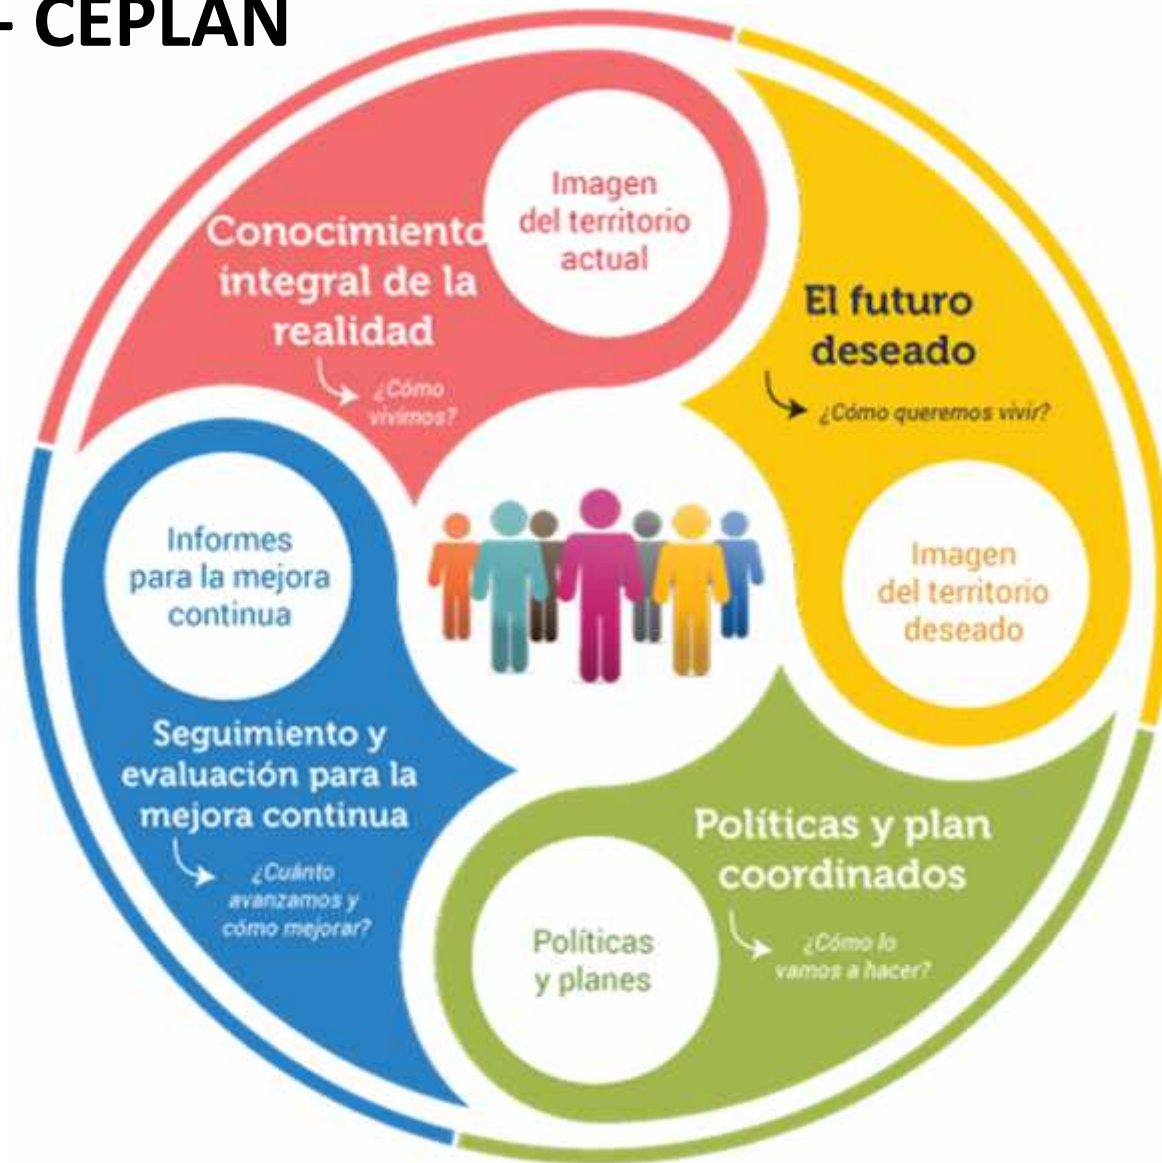 - CEPLAN
Conocimiento
integral de la
realidad
¿Cómo
vivimos?
Imagen
del territorio
actual
El futuro
deseado
¿Cómo queremos vivir?
Imagen
del territorio
deseado
Políticas y plan
coordinados
¿Cómo lo
vamos a hacer?
Políticas
y planes
Seguimiento y
evaluación para la
mejora continua
¿Cuánto
avanzamos y
cómo mejorar?
Informes
para la mejora
continua